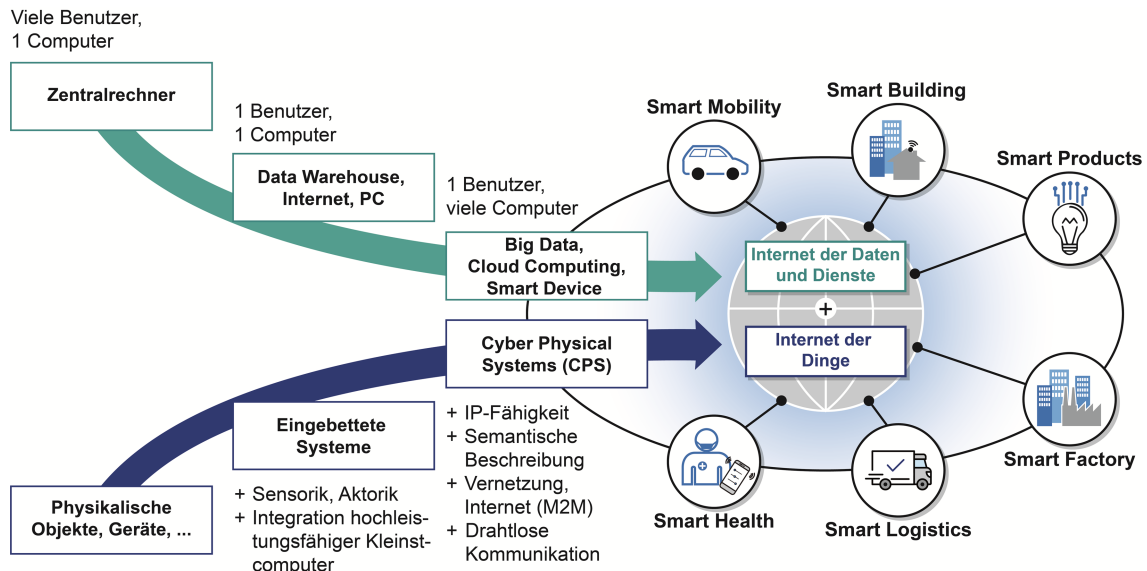 Viele Benutzer,
1 Computer
Zentralrechner
1 Benutzer,
1 Computer
Data Warehouse,
Internet, PC
1 Benutzer,
viele Computer
Big Data,
Cloud Computing,
Smart Device
Cyber Physical
Systems (CPS)
+ IP-Fähigkeit
+ Semantische
Beschreibung
+ Vernetzung,
Internet (M2M)
+ Drahtlose
Kommunikation
Eingebettete
Systeme
+ Sensorik, Aktorik
+ Integration hochleis-
tungsfähiger Kleinst-
computer
Physikalische
Objekte, Geräte, ...
Smart Mobility
Smart Building
Smart Products
Internet der Daten
und Dienste
+
Internet der
Dinge
Smart Factory
Smart Logistics
Smart Health